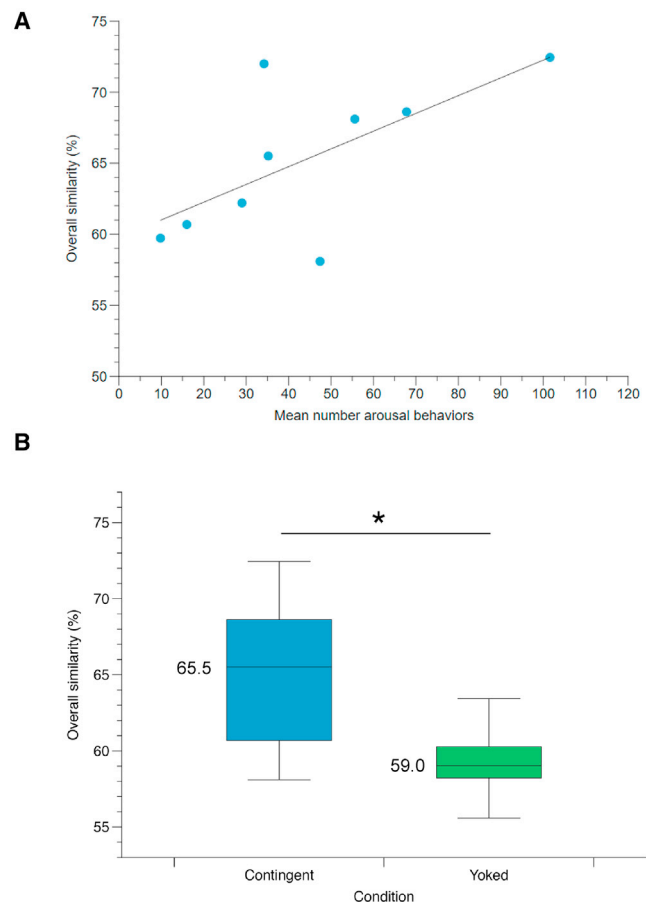 A
75
70
65
60
55
50
0 10 20 30 40 50 60 70 80 90 100 110 120
Overall similarity (%)
Mean number arousal behaviors
B
*
75
70
65
60
55
65.5
59.0
Overall similarity (%)
Contingent Yoked
Condition